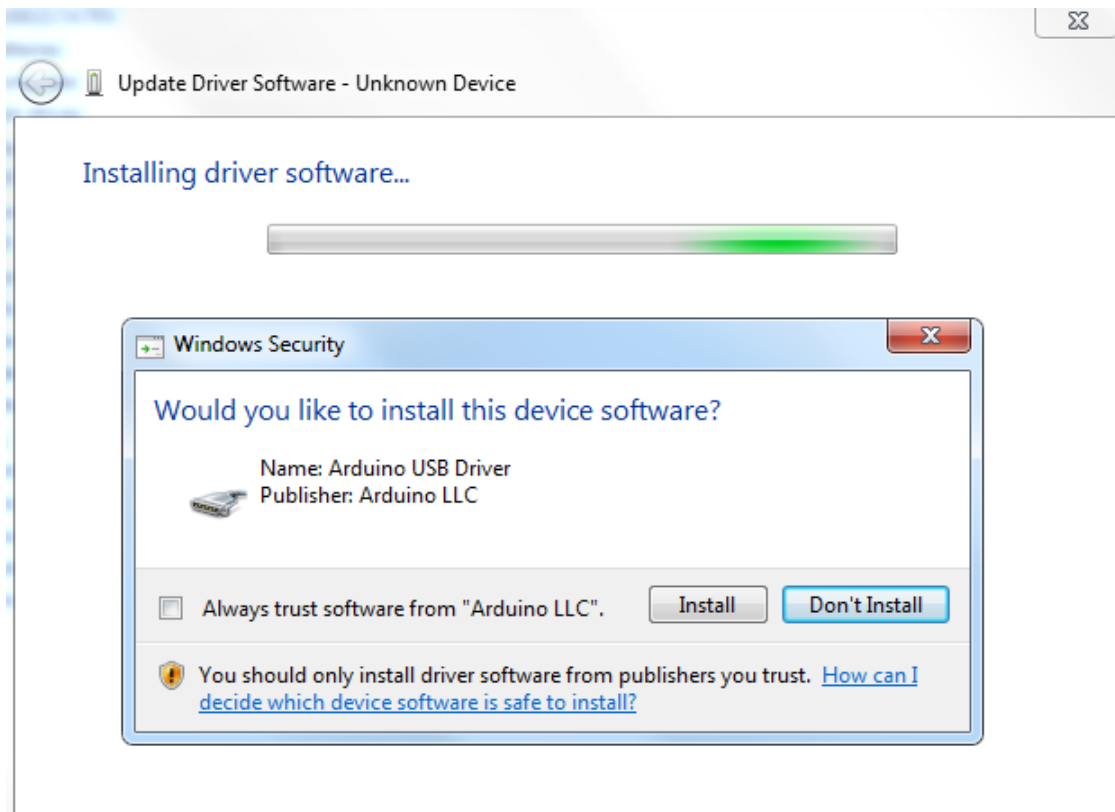 Update Driver Software - Unknown Device
Installing driver software...
Windows Security
Would you like to install this device software?
Name: Arduino USB Driver
Publisher: Arduino LLC
Always trust software from "Arduino LLC".
Install
Don't Install
You should only install driver software from publishers you trust. How can I
decide which device software is safe to install?